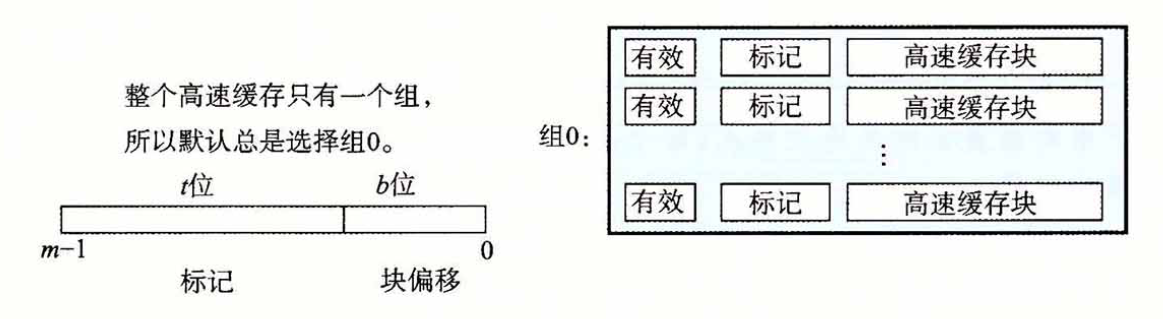 整个高速缓存只有一个组，
所以默认总是选择组0。
t位 b位
m−1 0
标记 块偏移
组0：
有效 标记 高速缓存块
有效 标记 高速缓存块
⋮
有效 标记 高速缓存块